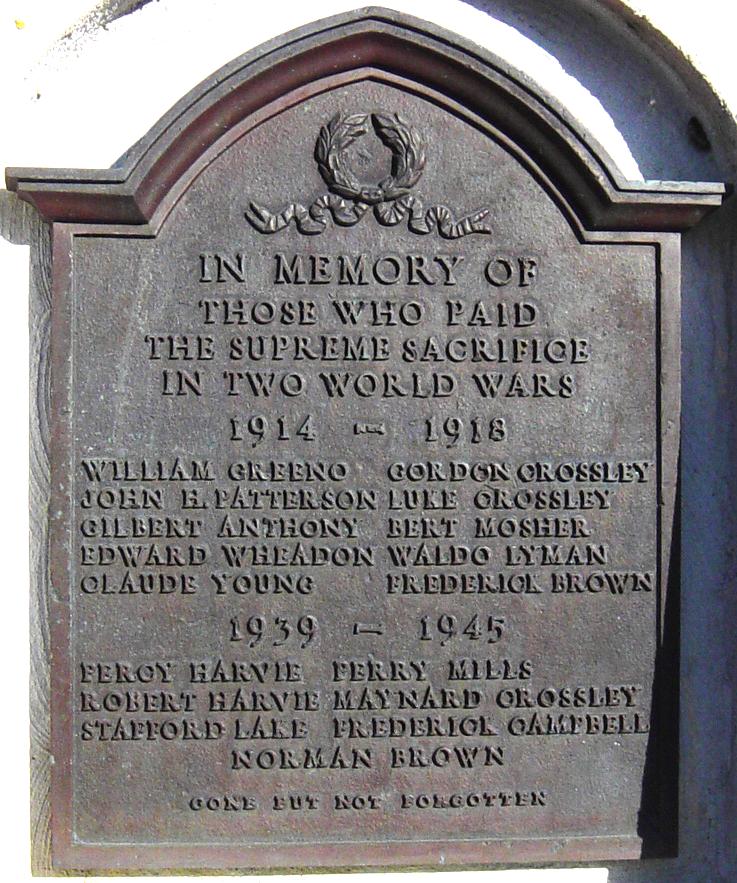 IN MEMORY OF
THOSE WHO PAID
THE SUPREME SACRIFICE
IN TWO WORLD WARS
1914 - 1918
WILLIAM GREENO GORDON CROSSLEY
JOHN H. PATTERSON LUKE CROSSLEY
GILBERT ANTHONY BERT MOSHER
EDWARD WHEADON WALDO LYMAN
CLAUDE YOUNG FREDERICK BROWN
1939 - 1945
PERCY HARVIE PERRY MILLS
ROBERT HARVIE MAYNARD CROSSLEY
STAFFORD LAKE FREDERICK CAMPBELL
NORMAN BROWN
GONE BUT NOT FORGOTTEN